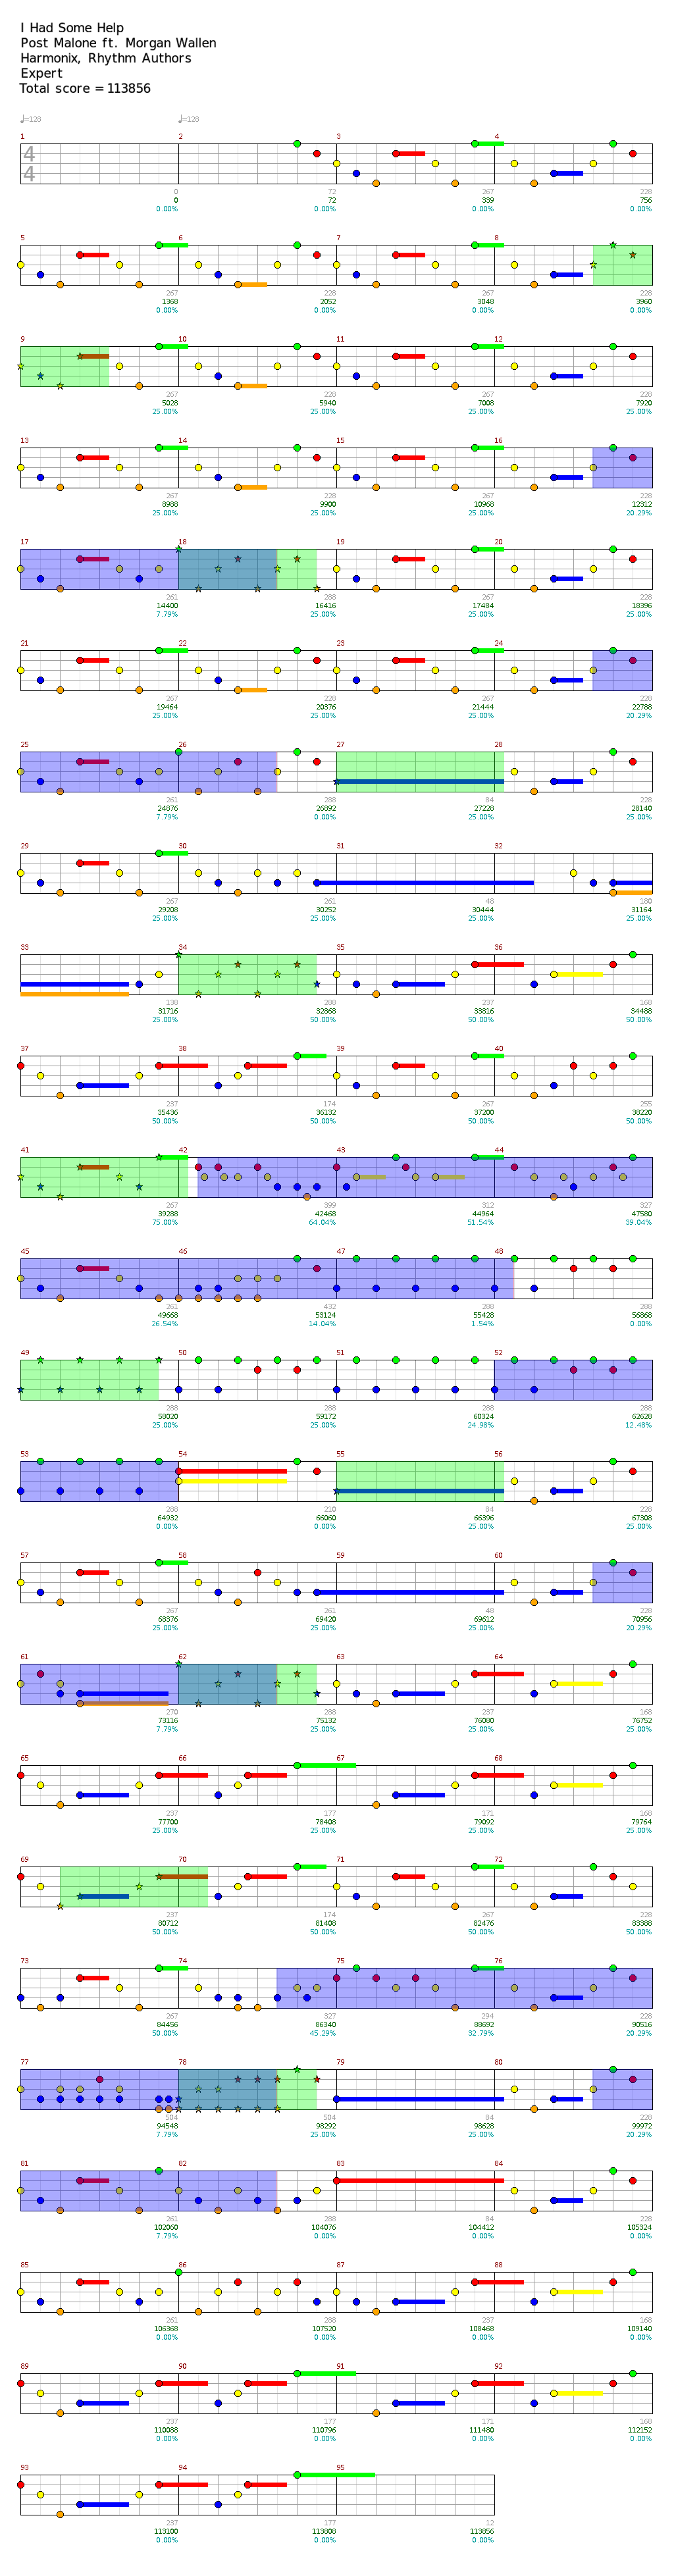 I Had Some Help
Post Malone ft. Morgan Wallen
Harmonix, Rhythm Authors
Expert
Total score = 113856
♩=128 ♩=128
1 2 3 4
4
4
0 72 267 228
0 72 339 756
0.00% 0.00% 0.00% 0.00%
5 6 7 8
267 228 267 228
1368 2052 3048 3960
0.00% 0.00% 0.00% 0.00%
9 10 11 12
267 228 267 228
5028 5940 7008 7920
25.00% 25.00% 25.00% 25.00%
13 14 15 16
267 228 267 228
8988 9900 10968 12312
25.00% 25.00% 25.00% 20.29%
17 18 19 20
261 288 267 228
14400 16416 17484 18396
7.79% 25.00% 25.00% 25.00%
21 22 23 24
267 228 267 228
19464 20376 21444 22788
25.00% 25.00% 25.00% 20.29%
25 26 27 28
261 288 84 228
24876 26892 27228 28140
7.79% 0.00% 25.00% 25.00%
29 30 31 32
267 261 48 180
29208 30252 30444 31164
25.00% 25.00% 25.00% 25.00%
33 34 35 36
138 288 237 168
31716 32868 33816 34488
25.00% 50.00% 50.00% 50.00%
37 38 39 40
237 174 267 255
35436 36132 37200 38220
50.00% 50.00% 50.00% 50.00%
41 42 43 44
267 399 312 327
39288 42468 44964 47580
75.00% 64.04% 51.54% 39.04%
45 46 47 48
261 432 288 288
49668 53124 55428 56868
26.54% 14.04% 1.54% 0.00%
49 50 51 52
288 288 288 288
58020 59172 60324 62628
25.00% 25.00% 24.98% 12.48%
53 54 55 56
288 210 84 228
64932 66060 66396 67308
0.00% 0.00% 25.00% 25.00%
57 58 59 60
267 261 48 228
68376 69420 69612 70956
25.00% 25.00% 25.00% 20.29%
61 62 63 64
270 288 237 168
73116 75132 76080 76752
7.79% 25.00% 25.00% 25.00%
65 66 67 68
237 177 171 168
77700 78408 79092 79764
25.00% 25.00% 25.00% 25.00%
69 70 71 72
237 174 267 228
80712 81408 82476 83388
50.00% 50.00% 50.00% 50.00%
73 74 75 76
267 327 294 228
84456 86340 88692 90516
50.00% 45.29% 32.79% 20.29%
77 78 79 80
504 504 84 228
94548 98292 98628 99972
7.79% 25.00% 25.00% 20.29%
81 82 83 84
261 288 84 228
102060 104076 104412 105324
7.79% 0.00% 0.00% 0.00%
85 86 87 88
261 288 237 168
106368 107520 108468 109140
0.00% 0.00% 0.00% 0.00%
89 90 91 92
237 177 171 168
110088 110796 111480 112152
0.00% 0.00% 0.00% 0.00%
93 94 95
237 177 12
113100 113808 113856
0.00% 0.00% 0.00%